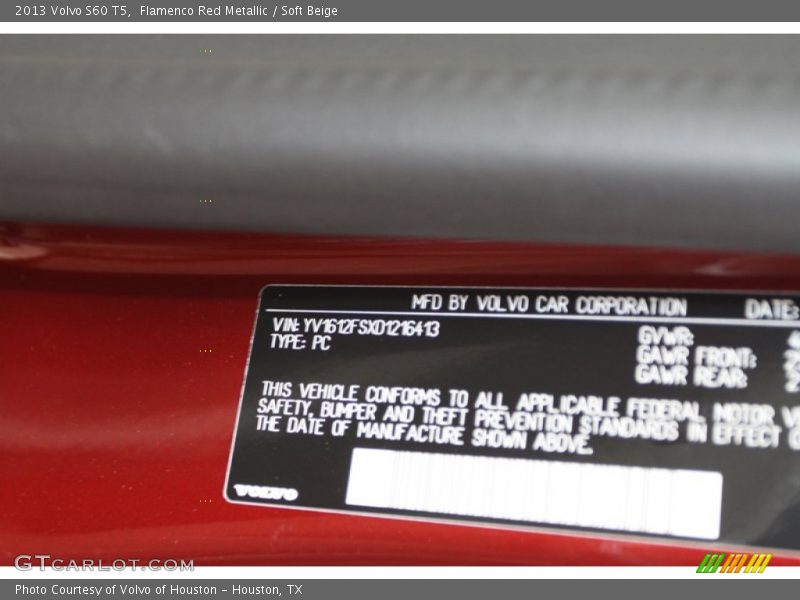 2013 Volvo S60 T5,  Flamenco Red Metallic / Soft Beige
MFD BY VOLVO CAR CORPORATION DATE:
VIN: YV1612FSXD1216413
TYPE: PC
GVWR:
GAWR FRONT:
GAWR REAR:
THIS VEHICLE CONFORMS TO ALL APPLICABLE FEDERAL MOTOR
SAFETY, BUMPER AND THEFT PREVENTION STANDARDS IN EFFECT
THE DATE OF MANUFACTURE SHOWN ABOVE.
VOLVO
GTCARLOT.COM
Photo Courtesy of Volvo of Houston - Houston, TX